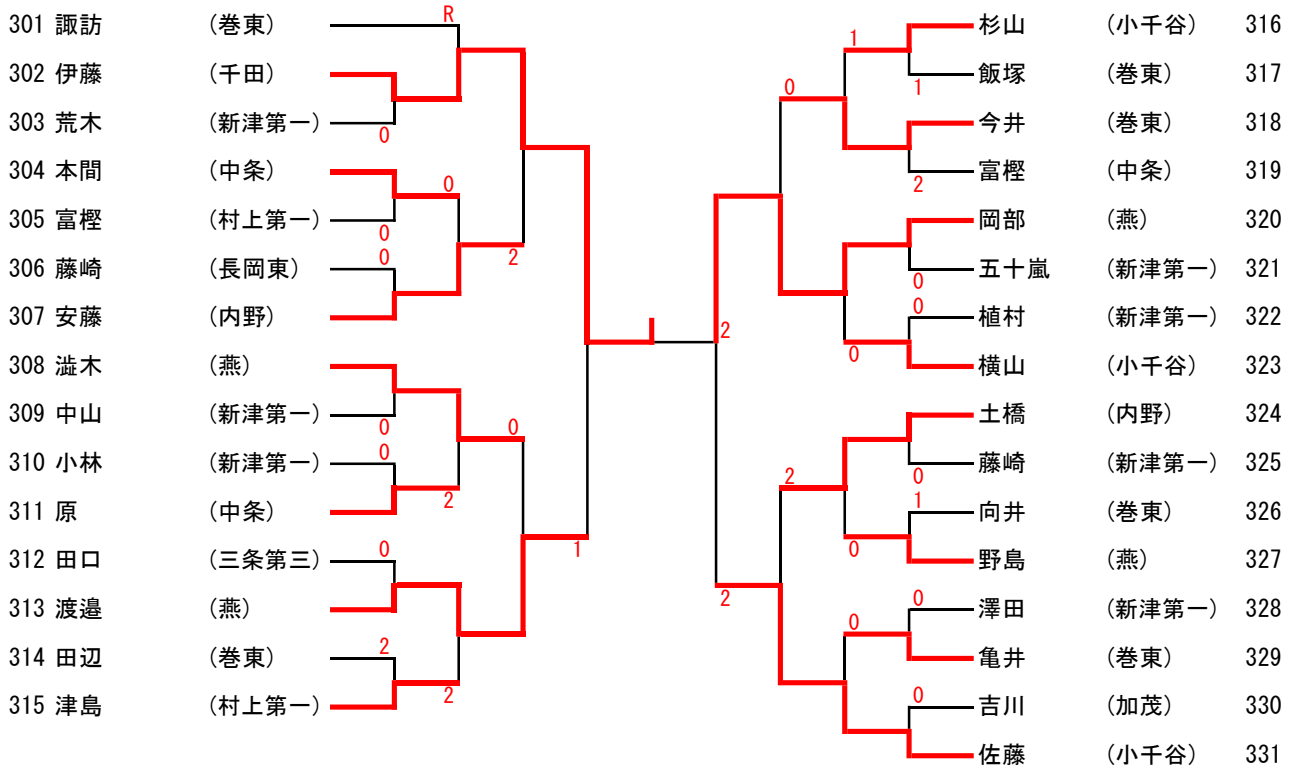 301 諏訪 (巻東) R
302 伊藤 (千田)
303 荒木 (新津第一) 0
304 本間 (中条) 0
305 富樫 (村上第一) 0
306 藤崎 (長岡東) 0 2
307 安藤 (内野)
308 澁木 (燕)
309 中山 (新津第一) 0 0
310 小林 (新津第一) 0 2
311 原 (中条)
312 田口 (三条第三) 0 1
313 渡邉 (燕)
314 田辺 (巻東) 2
315 津島 (村上第一) 2
1 杉山 (小千谷) 316
0 飯塚 (巻東) 317
1
今井 (巻東) 318
富樫 (中条) 319
2
岡部 (燕) 320
五十嵐 (新津第一) 321
0
0 植村 (新津第一) 322
2
0 横山 (小千谷) 323
土橋 (内野) 324
藤崎 (新津第一) 325
2 0
1 向井 (巻東) 326
0 野島 (燕) 327
2 0 澤田 (新津第一) 328
0 亀井 (巻東) 329
0 吉川 (加茂) 330
佐藤 (小千谷) 331